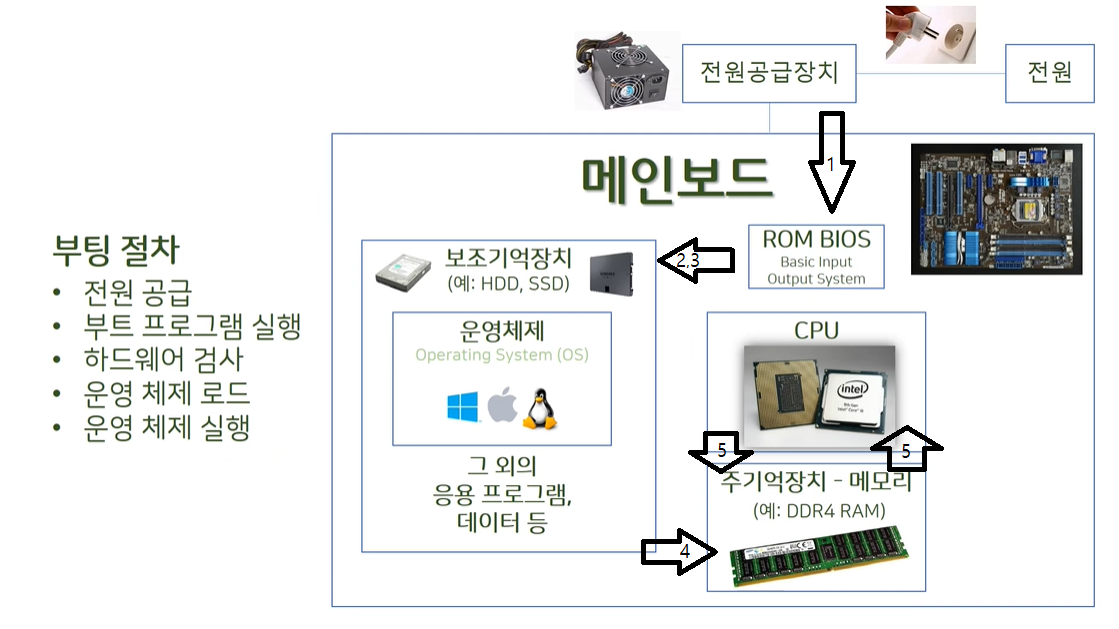 전원공급장치
전원
1
메인보드
ROM BIOS
Basic Input
Output System
2,3
보조기억장치
(예: HDD, SSD)
운영체제
Operating System (OS)
그 외의
응용 프로그램,
데이터 등
CPU
intel
5
5
주기억장치 - 메모리
(예: DDR4 RAM)
4
부팅 절차
• 전원 공급
• 부트 프로그램 실행
• 하드웨어 검사
• 운영 체제 로드
• 운영 체제 실행